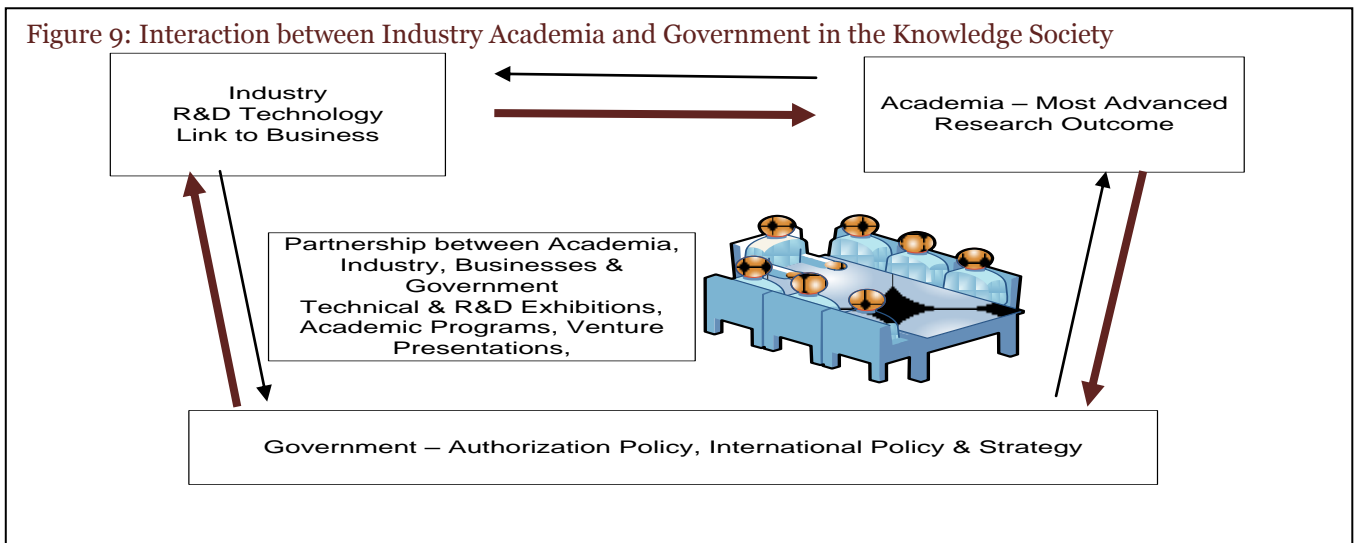 Figure 9: Interaction between Industry Academia and Government in the Knowledge Society
Industry
R&D Technology
Link to Business
Academia – Most Advanced
Research Outcome
Partnership between Academia,
Industry, Businesses &
Government
Technical & R&D Exhibitions,
Academic Programs, Venture
Presentations,
Government – Authorization Policy, International Policy & Strategy